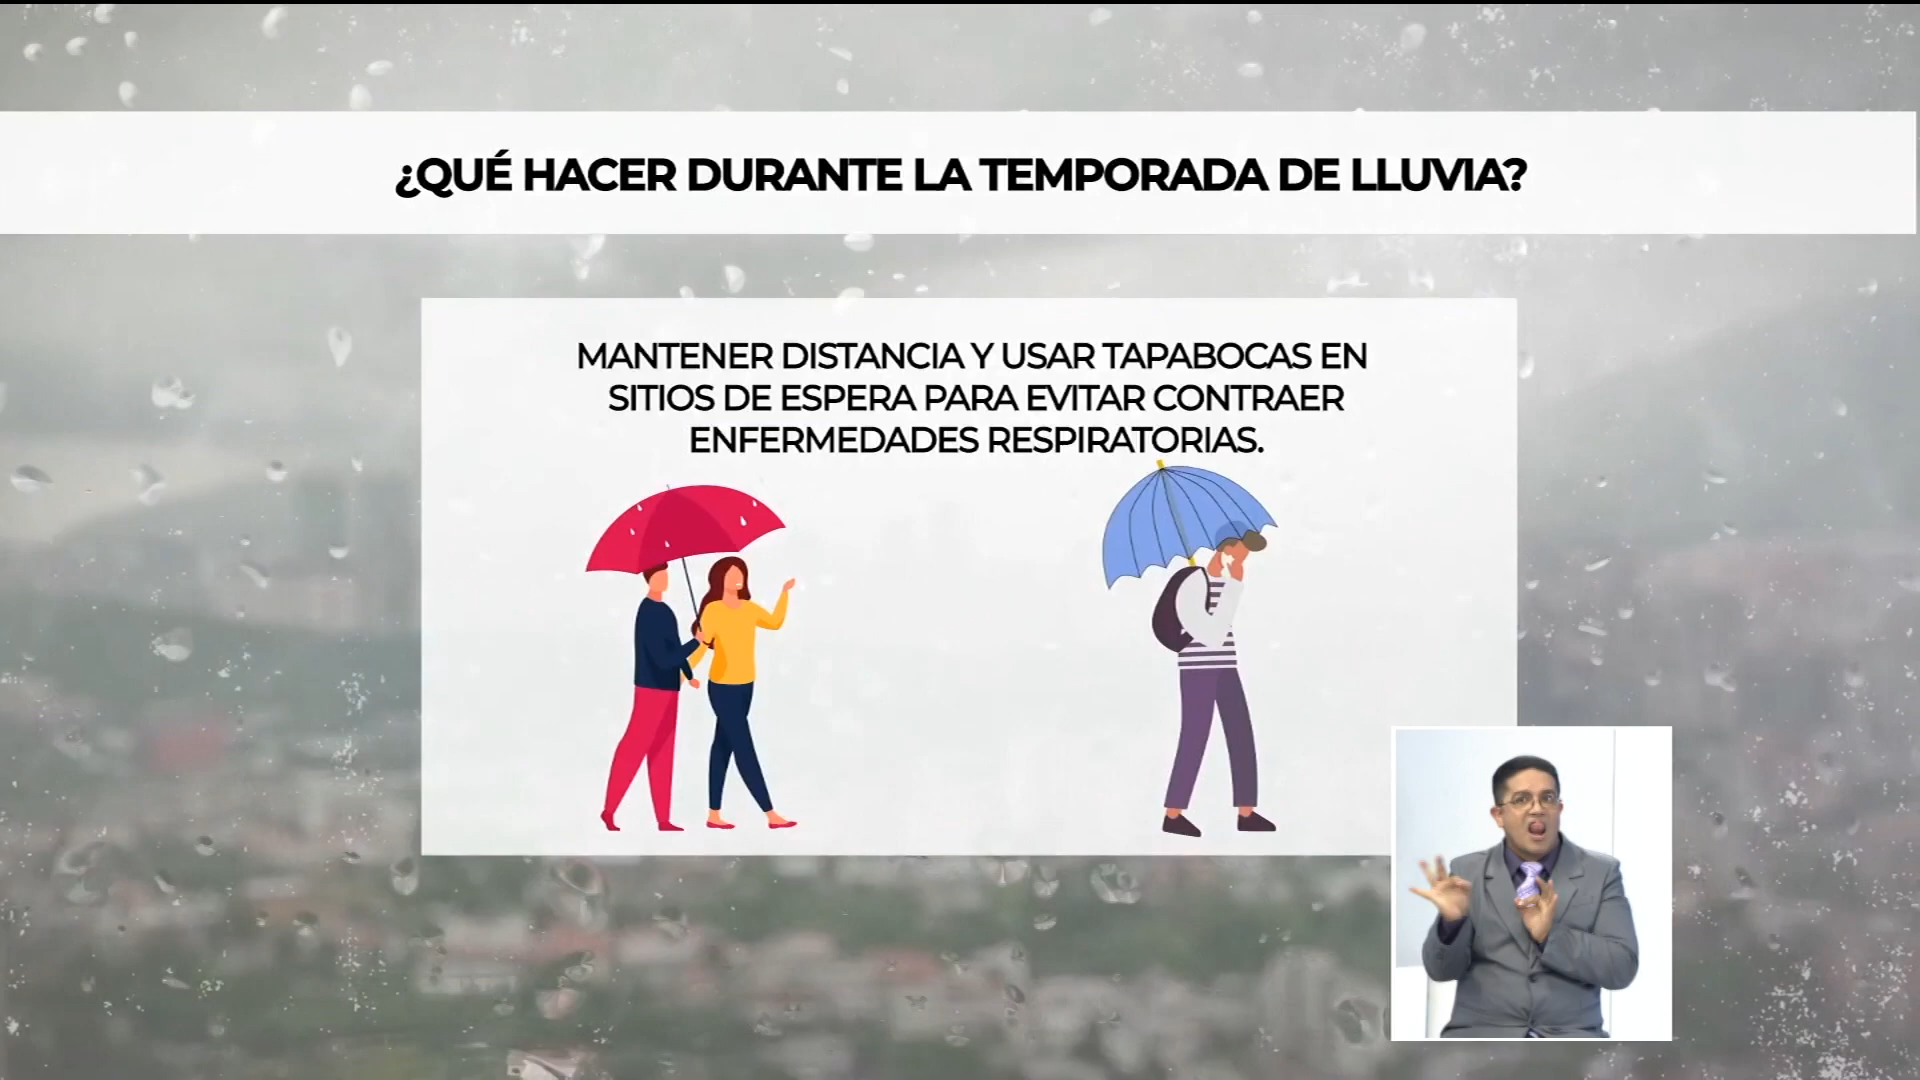 ¿QUÉ HACER DURANTE LA TEMPORADA DE LLUVIA?
MANTENER DISTANCIA Y USAR TAPABOCAS EN
SITIOS DE ESPERA PARA EVITAR CONTRAER
ENFERMEDADES RESPIRATORIAS.